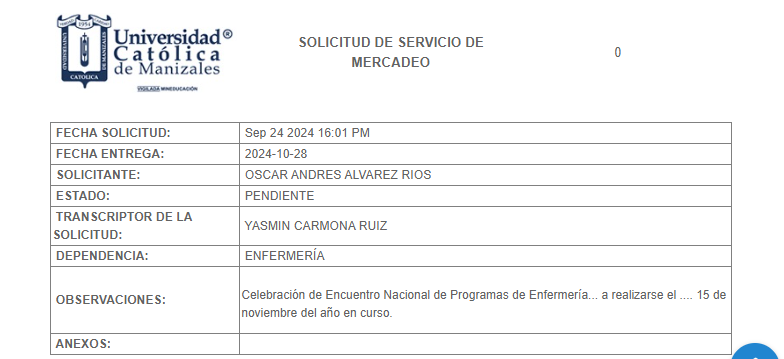 1954
UNIVERSIDAD
CATOLICA
Universidad®
Católica
de Manizales
VIGILADA MINEDUCACIÓN
SOLICITUD DE SERVICIO DE
MERCADEO
0
FECHA SOLICITUD: Sep 24 2024 16:01 PM
FECHA ENTREGA: 2024-10-28
SOLICITANTE: OSCAR ANDRES ALVAREZ RIOS
ESTADO: PENDIENTE
TRANSCRIPTOR DE LA
SOLICITUD: YASMIN CARMONA RUIZ
DEPENDENCIA: ENFERMERÍA
OBSERVACIONES: Celebración de Encuentro Nacional de Programas de Enfermería... a realizarse el .... 15 de
noviembre del año en curso.
ANEXOS: